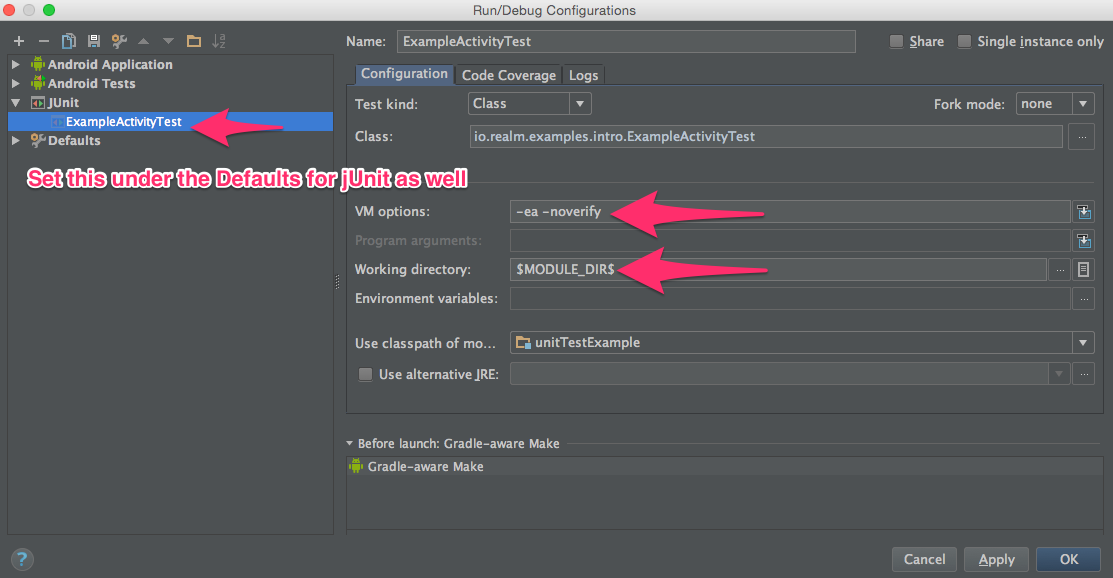 Run/Debug Configurations
Name: ExampleActivityTest
Share
Single instance only
Android Application
Android Tests
JUnit
ExampleActivityTest
Defaults
Set this under the Defaults for jUnit as well
Configuration
Code Coverage
Logs
Test kind: Class
Fork mode: none
Class: io.realm.examples.intro.ExampleActivityTest
...
VM options: -ea -noverify
Program arguments:
Working directory: $MODULE_DIR$
...
Environment variables:
...
Use classpath of mo... unitTestExample
Use alternative JRE:
...
Before launch: Gradle-aware Make
Gradle-aware Make
?
Cancel
Apply
OK